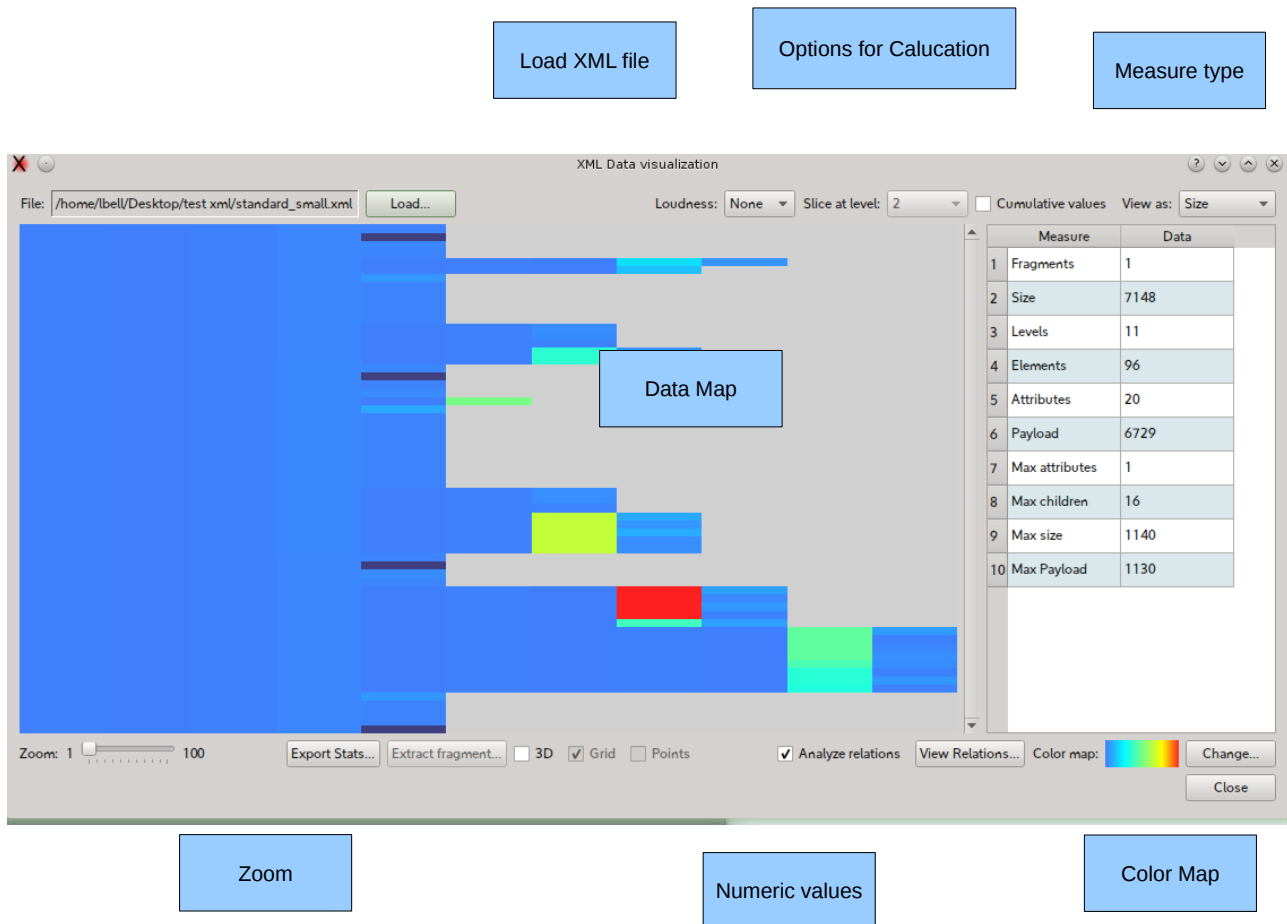 Load XML file
Options for Calucation
Measure type
XML Data visualization
File: /home/lbell/Desktop/test xml/standard_small.xml Load... Loudness: None Slice at level: 2 Cumulative values View as: Size
Measure Data
1 Fragments 1
2 Size 7148
3 Levels 11
4 Elements 96
5 Attributes 20
6 Payload 6729
7 Max attributes 1
8 Max children 16
9 Max size 1140
10 Max Payload 1130
Data Map
Zoom: 1 100 Export Stats... Extract fragment... 3D Grid Points Analyze relations View Relations... Color map: Change...
Close
Zoom
Numeric values
Color Map